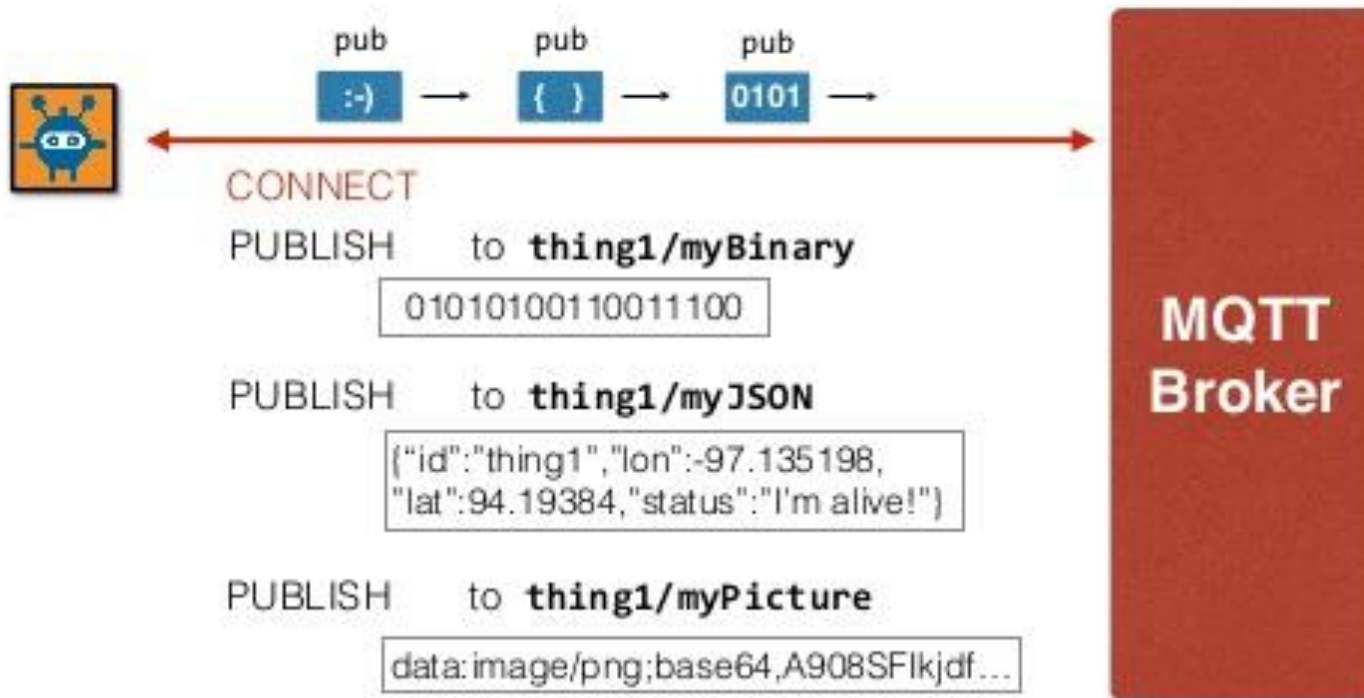 pub pub pub
:-) { } 0101
CONNECT
PUBLISH to thing1/myBinary
01010100110011100
PUBLISH to thing1/myJSON
{“id":"thing1","lon":-97.135198,
"lat":94.19384,"status":"I'm alive!"}
PUBLISH to thing1/myPicture
data:image/png;base64,A908SFIkjdf...
MQTT
Broker